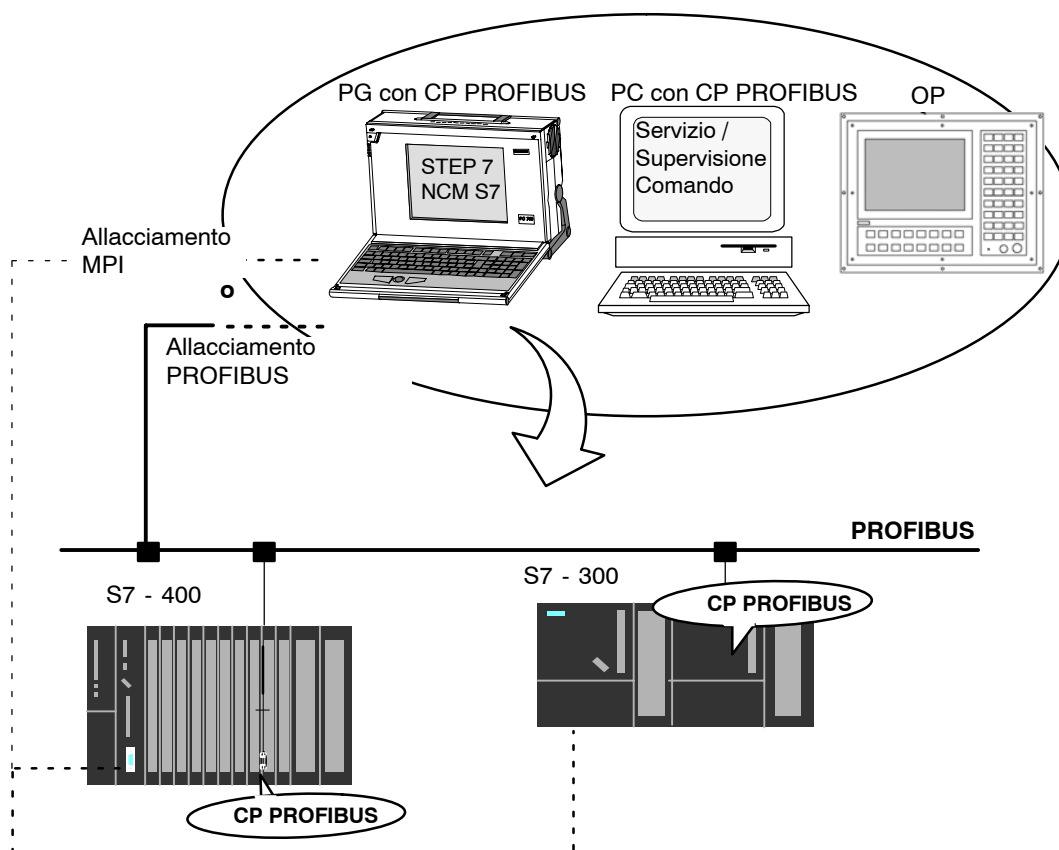 PG con CP PROFIBUS
PC con CP PROFIBUS
OP
STEP 7
NCM S7
Servizio /
Supervisione
Comando
Allacciamento
MPI
o
Allacciamento
PROFIBUS
PROFIBUS
S7 - 400
S7 - 300
CP PROFIBUS
CP PROFIBUS